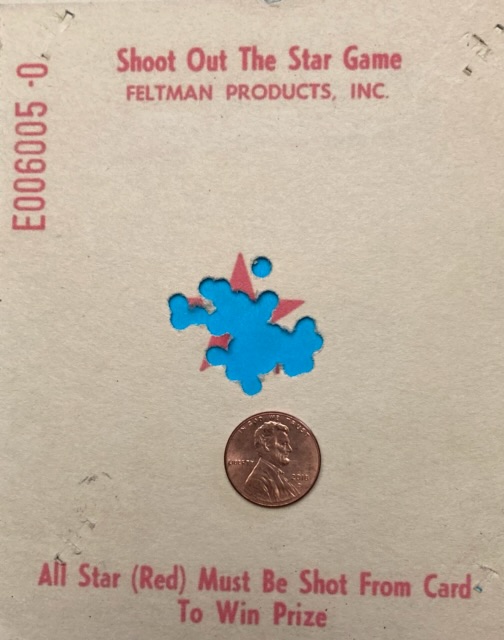 Shoot Out The Star Game
FELTMAN PRODUCTS, INC.
E006005 -0
All Star (Red) Must Be Shot From Card
To Win Prize